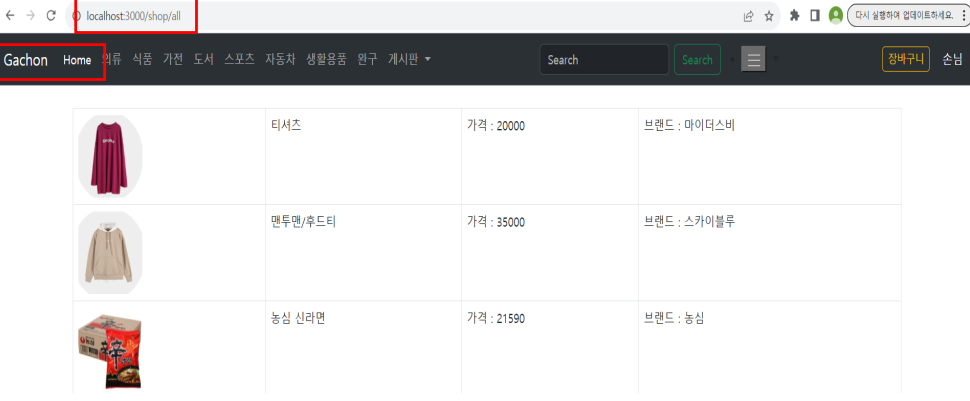 localhost:3000/shop/all
다시 실행하여 업데이트하세요.
Gachon Home 의류 식품 가전 도서 스포츠 자동차 생활용품 완구 게시판 Search Search 장바구니 손님
티셔츠 가격 : 20000 브랜드 : 마이더스비
맨투맨/후드티 가격 : 35000 브랜드 : 스카이블루
농심 신라면 가격 : 21590 브랜드 : 농심
辛